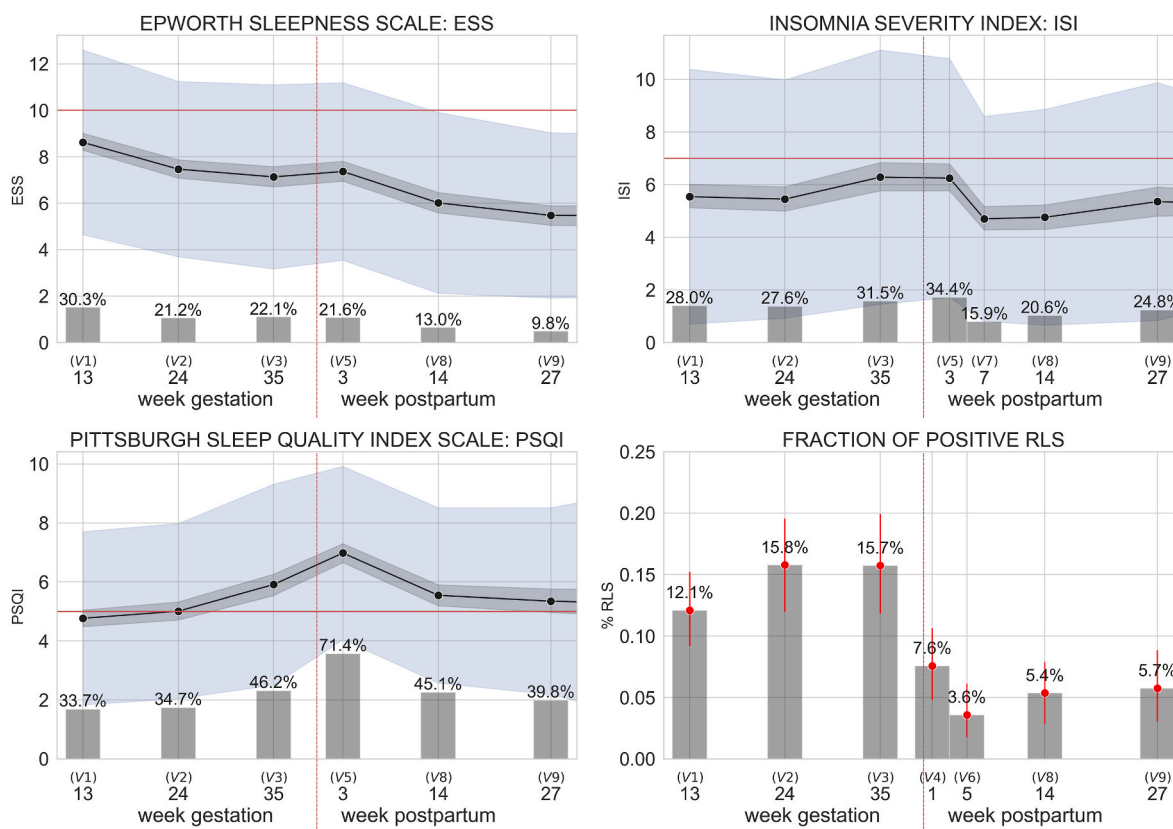 EPWORTH SLEEPNESS SCALE: ESS
12
10
8
6
4
2
0
ESS
30.3% 21.2% 22.1% 21.6% 13.0% 9.8%
(V1) (V2) (V3) (V5) (V8) (V9)
13 24 35 3 14 27
week gestation week postpartum
INSOMNIA SEVERITY INDEX: ISI
10
8
6
4
2
0
ISI
28.0% 27.6% 31.5% 34.4% 15.9% 20.6% 24.8%
(V1) (V2) (V3) (V5) (V7) (V8) (V9)
13 24 35 3 7 14 27
week gestation week postpartum
PITTSBURGH SLEEP QUALITY INDEX SCALE: PSQI
10
8
6
4
2
0
PSQI
33.7% 34.7% 46.2% 71.4% 45.1% 39.8%
(V1) (V2) (V3) (V5) (V8) (V9)
13 24 35 3 14 27
week gestation week postpartum
FRACTION OF POSITIVE RLS
0.25
0.20
0.15
0.10
0.05
0.00
% RLS
12.1% 15.8% 15.7% 7.6% 3.6% 5.4% 5.7%
(V1) (V2) (V3) (V4) (V6) (V8) (V9)
13 24 35 1 5 14 27
week gestation week postpartum